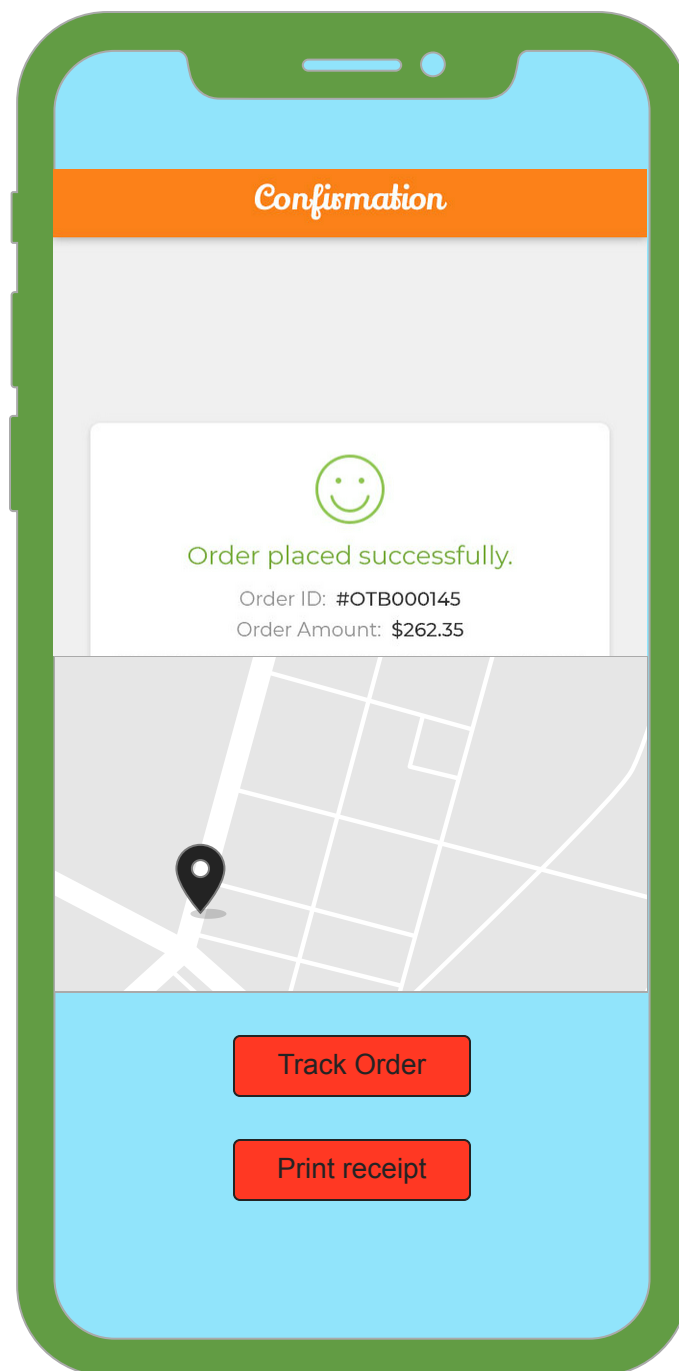 Confirmation
Order placed successfully.
Order ID: #OTB000145
Order Amount: $262.35
Track Order
Print receipt